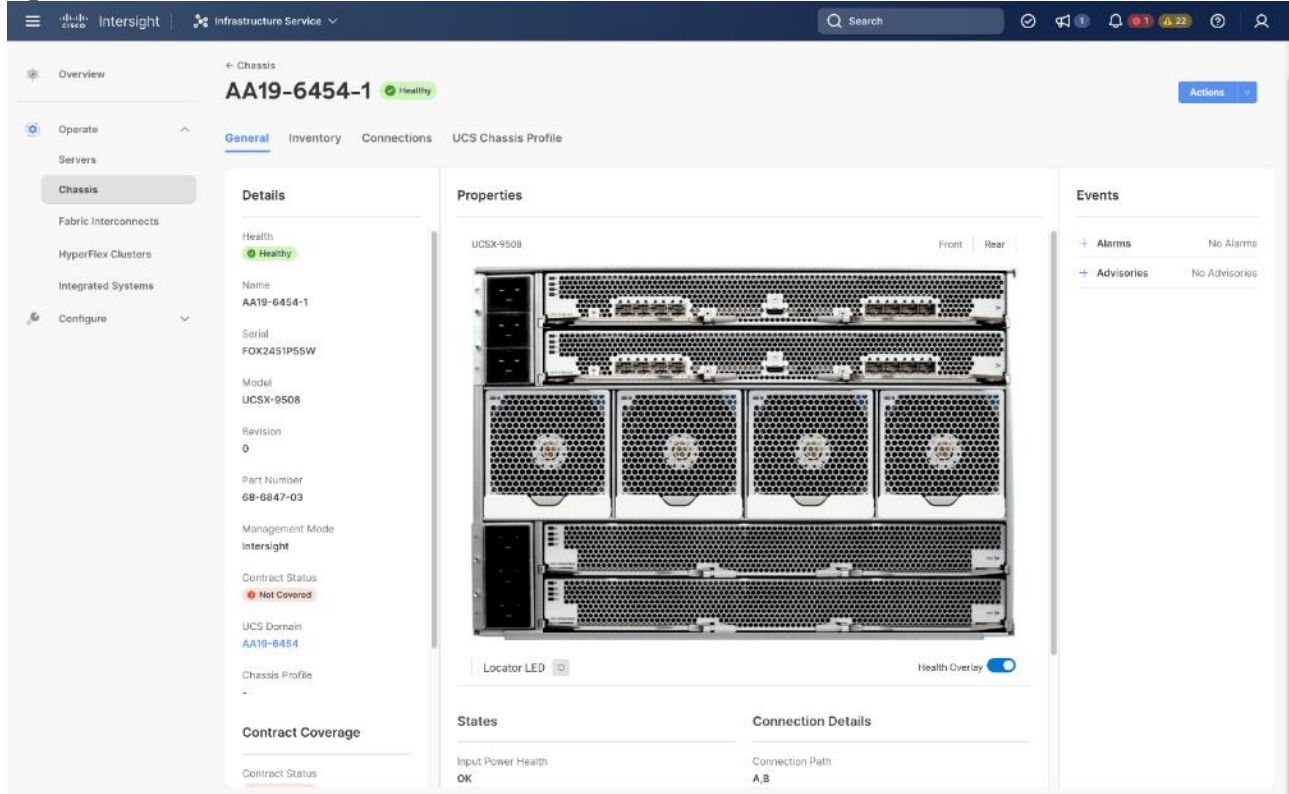 cisco Intersight
Infrastructure Service
Search
1
1
22
Overview
Operate
Servers
Chassis
Fabric Interconnects
HyperFlex Clusters
Integrated Systems
Configure
← Chassis
AA19-6454-1 Healthy
Actions
General Inventory Connections UCS Chassis Profile
Details
Health
Healthy
Name
AA19-6454-1
Serial
FOX2451P55W
Model
UCSX-9508
Revision
0
Part Number
68-6847-03
Management Mode
Intersight
Contract Status
Not Covered
UCS Domain
AA19-6454
Chassis Profile
-
Contract Coverage
Contract Status
Properties
UCSX-9508
Front Rear
Locator LED
Health Overlay
States
Input Power Health
OK
Connection Details
Connection Path
A,B
Events
+ Alarms No Alarms
+ Advisories No Advisories